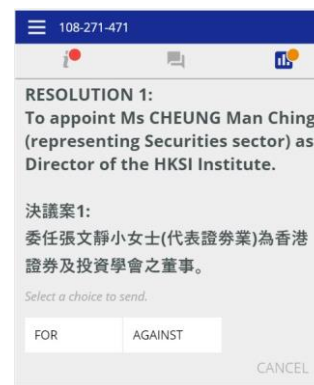 108-271-471
RESOLUTION 1:
To appoint Ms CHEUNG Man Ching
(representing Securities sector) as
Director of the HKSI Institute.
決議案1:
委任張文靜小女士(代表證劵業)為香港
證劵及投資學會之董事。
Select a choice to send.
FOR AGAINST
CANCEL